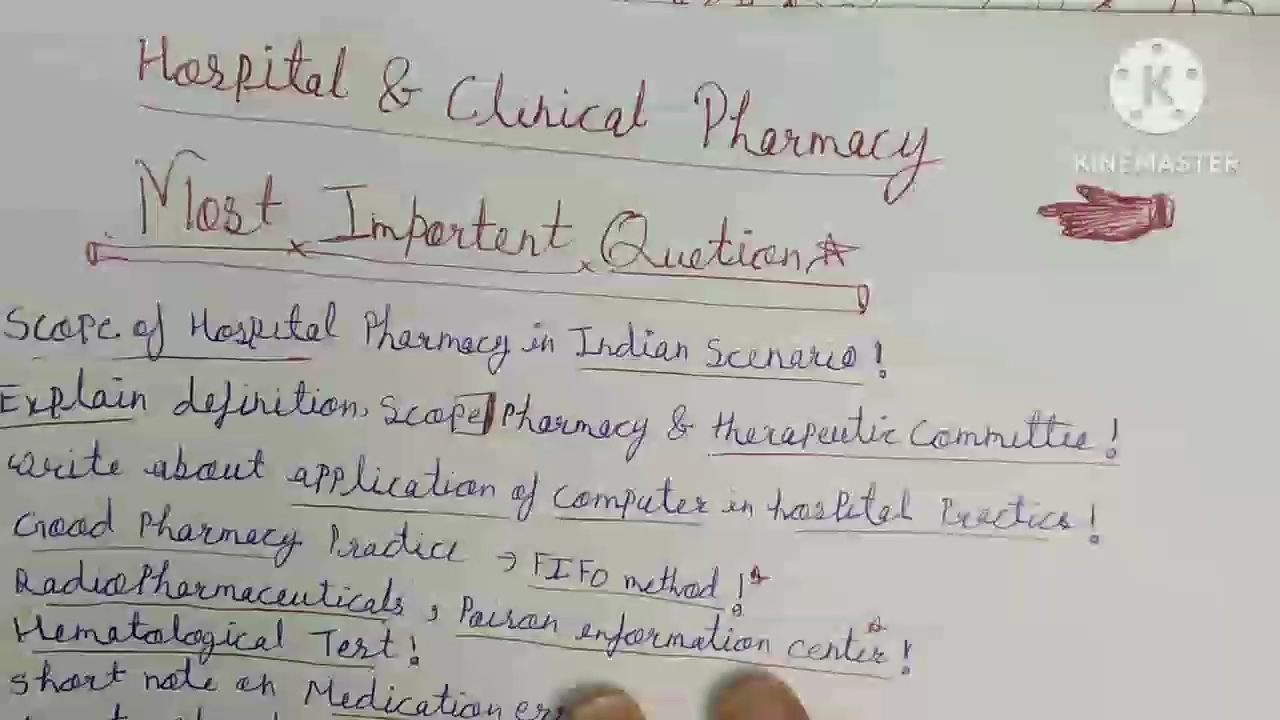 Hospital & Clinical Pharmacy
K
KINEMASTER
Most Importent Quetion
Scope of Hospital Pharmacy in Indian Scenario!
Explain definition, Scope Pharmacy & therapeutic Committee!
write about application of computer in hospital Practice!
Good Pharmacy Practice → FIFO method!
RadioPharmaceuticals, Poison information center!
Hematological Test!
Short note on Medication